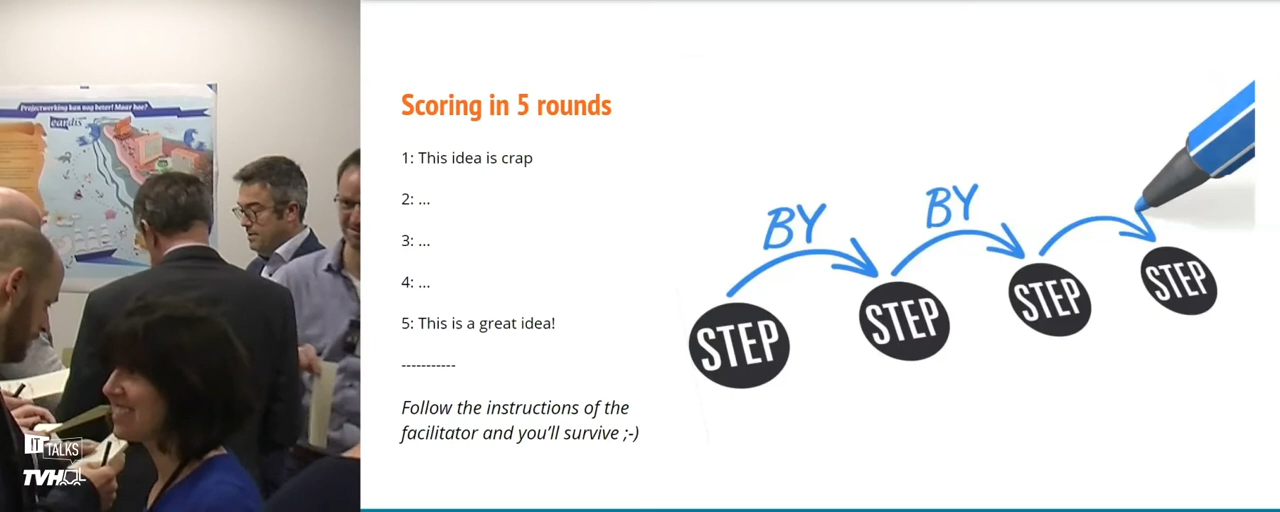 Projectwerking kan nog beter! Maar hoe?
eandis
IT TALKS
TVH
Scoring in 5 rounds
1: This idea is crap
2: ...
3: ...
4: ...
5: This is a great idea!
-----------
Follow the instructions of the
facilitator and you'll survive ;-)
BY
BY
STEP
STEP
STEP
STEP